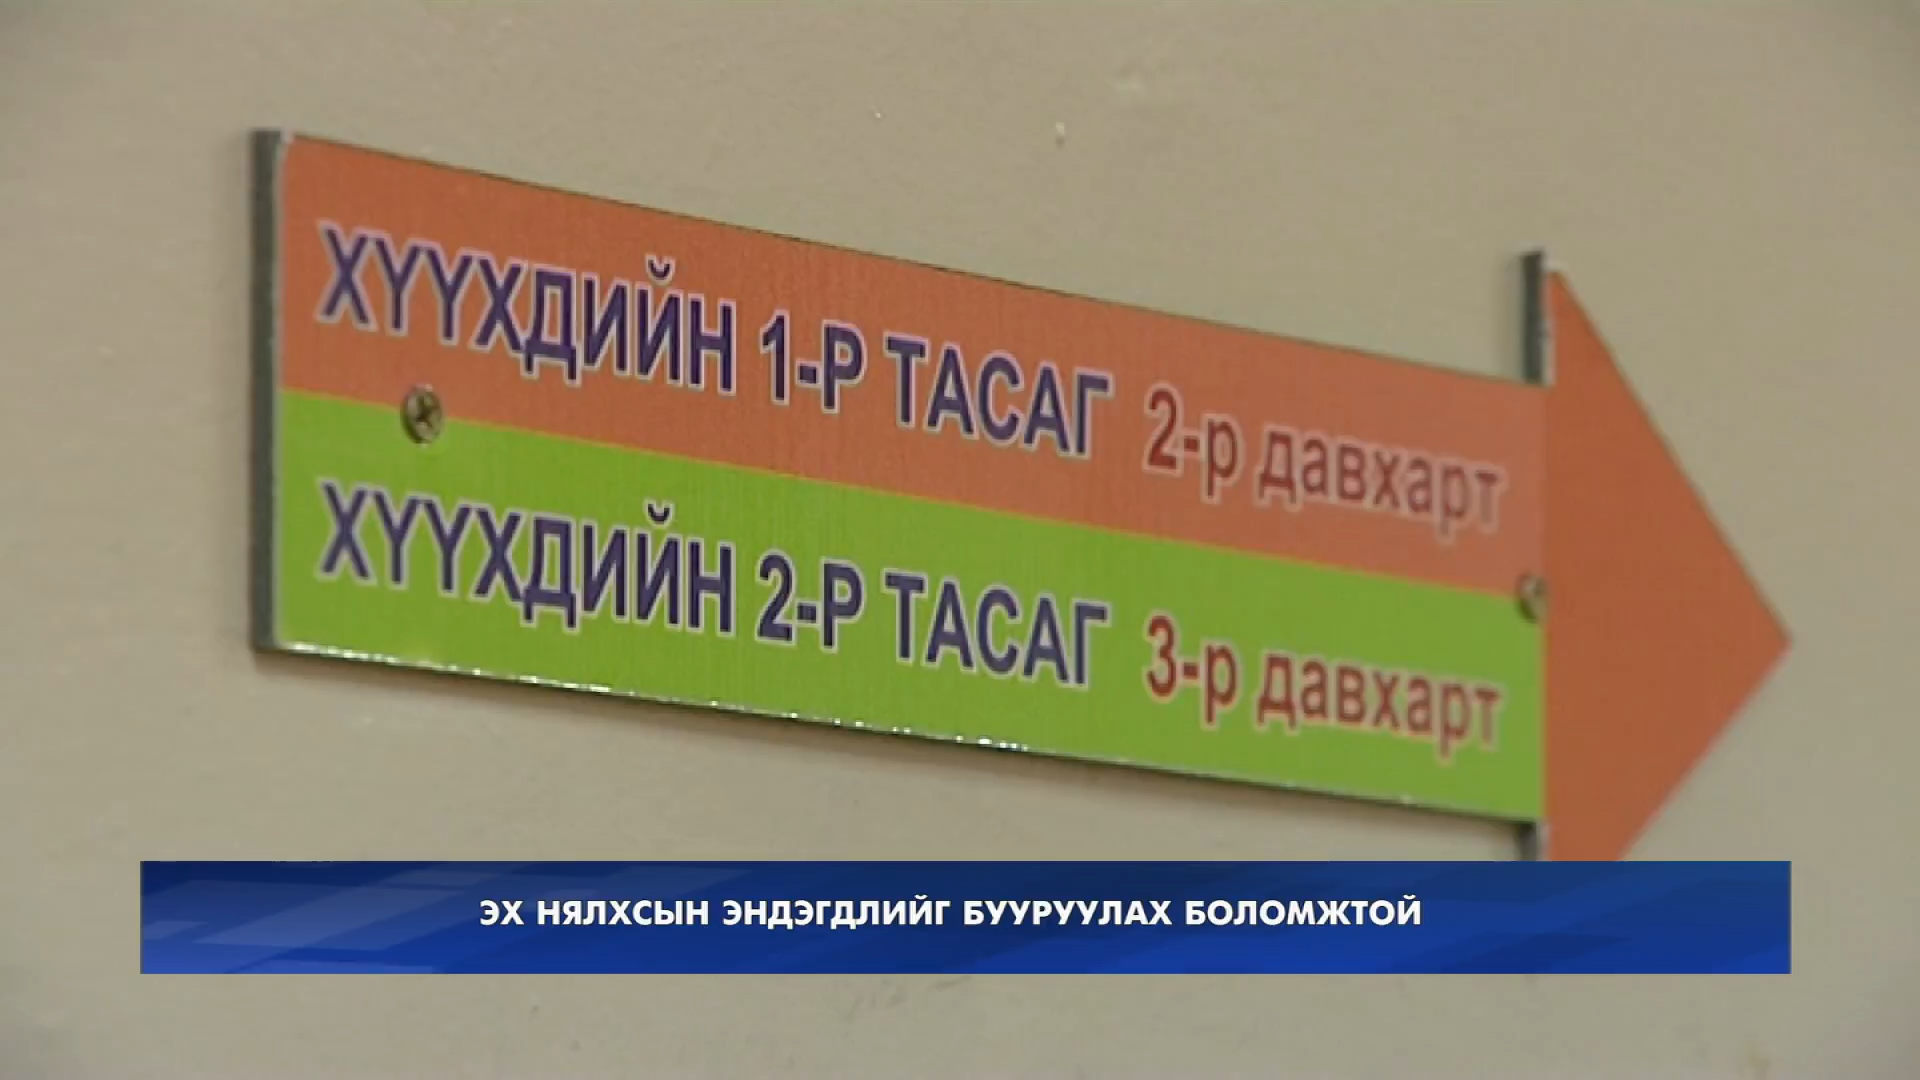 ХҮҮХДИЙН 1-Р ТАСАГ 2-р давхарт
ХҮҮХДИЙН 2-Р ТАСАГ 3-р давхарт
ЭХ НЯЛХСЫН ЭНДЭГДЛИЙГ БУУРУУЛАХ БОЛОМЖТОЙ